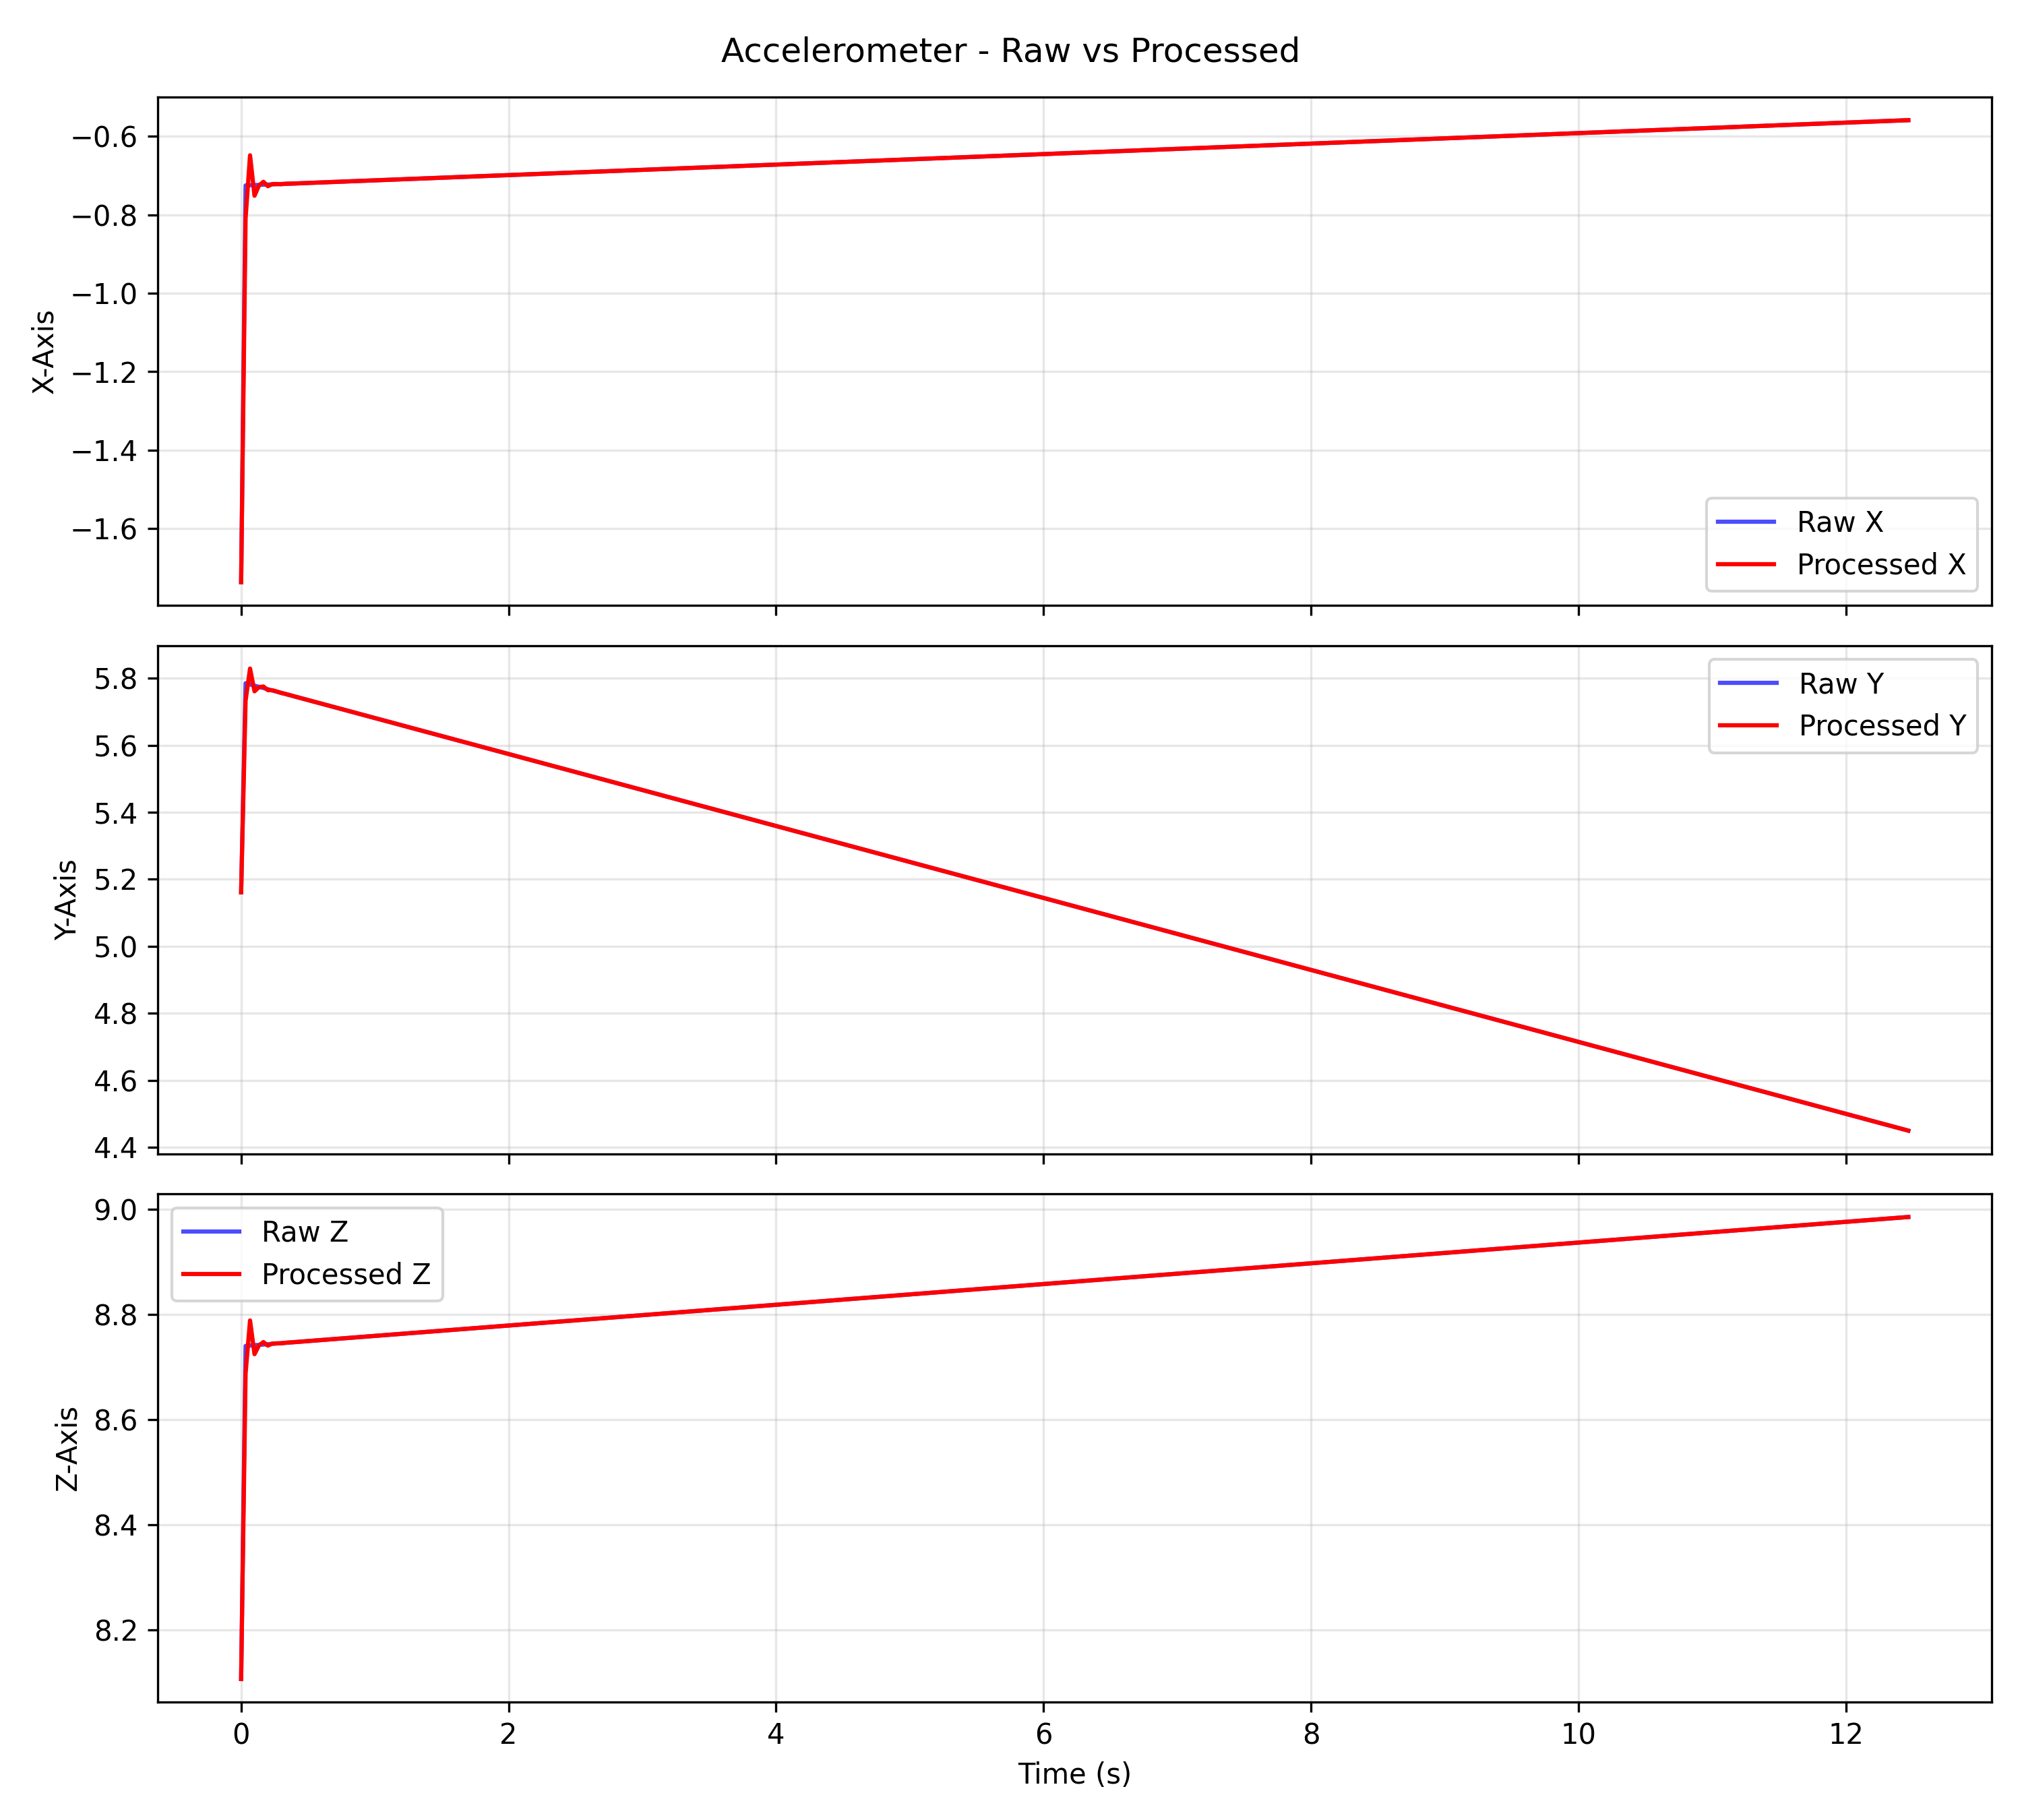 Accelerometer - Raw vs Processed
−0.6
−0.8
−1.0
−1.2
−1.4
−1.6
X-Axis
Raw X
Processed X
5.8
5.6
5.4
5.2
5.0
4.8
4.6
4.4
Y-Axis
Raw Y
Processed Y
9.0
8.8
8.6
8.4
8.2
Z-Axis
Raw Z
Processed Z
0 2 4 6 8 10 12
Time (s)